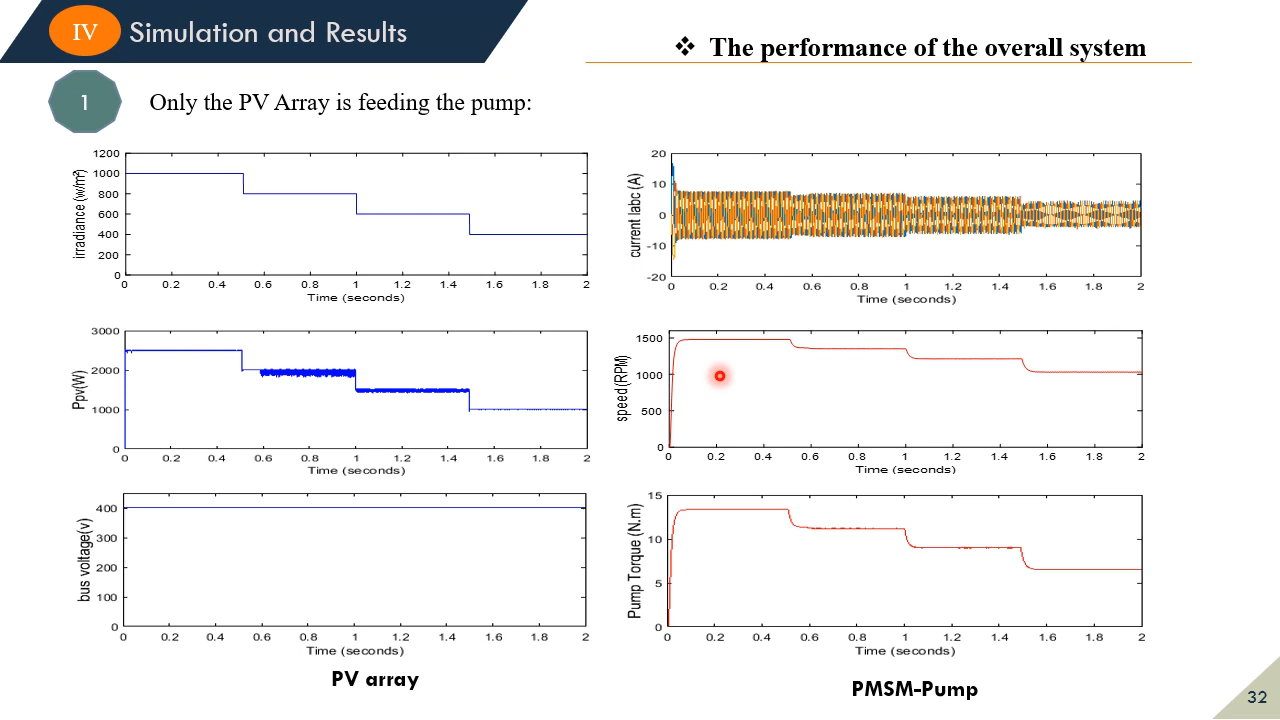 IV
Simulation and Results
❖ The performance of the overall system
1
Only the PV Array is feeding the pump:
irradiance (w/m²)
1200
1000
800
600
400
200
0
0 0.2 0.4 0.6 0.8 1 1.2 1.4 1.6 1.8 2
Time (seconds)
current Iabc (A)
20
10
0
-10
-20
0 0.2 0.4 0.6 0.8 1 1.2 1.4 1.6 1.8 2
Time (seconds)
Ppv(W)
3000
2000
1000
0
0 0.2 0.4 0.6 0.8 1 1.2 1.4 1.6 1.8 2
Time (seconds)
speed(RPM)
1500
1000
500
0
0 0.2 0.4 0.6 0.8 1 1.2 1.4 1.6 1.8 2
Time (seconds)
bus voltage(v)
400
300
200
100
0
0 0.2 0.4 0.6 0.8 1 1.2 1.4 1.6 1.8 2
Time (seconds)
Pump Torque (N.m)
15
10
5
0
0 0.2 0.4 0.6 0.8 1 1.2 1.4 1.6 1.8 2
Time (seconds)
PV array
PMSM-Pump
32